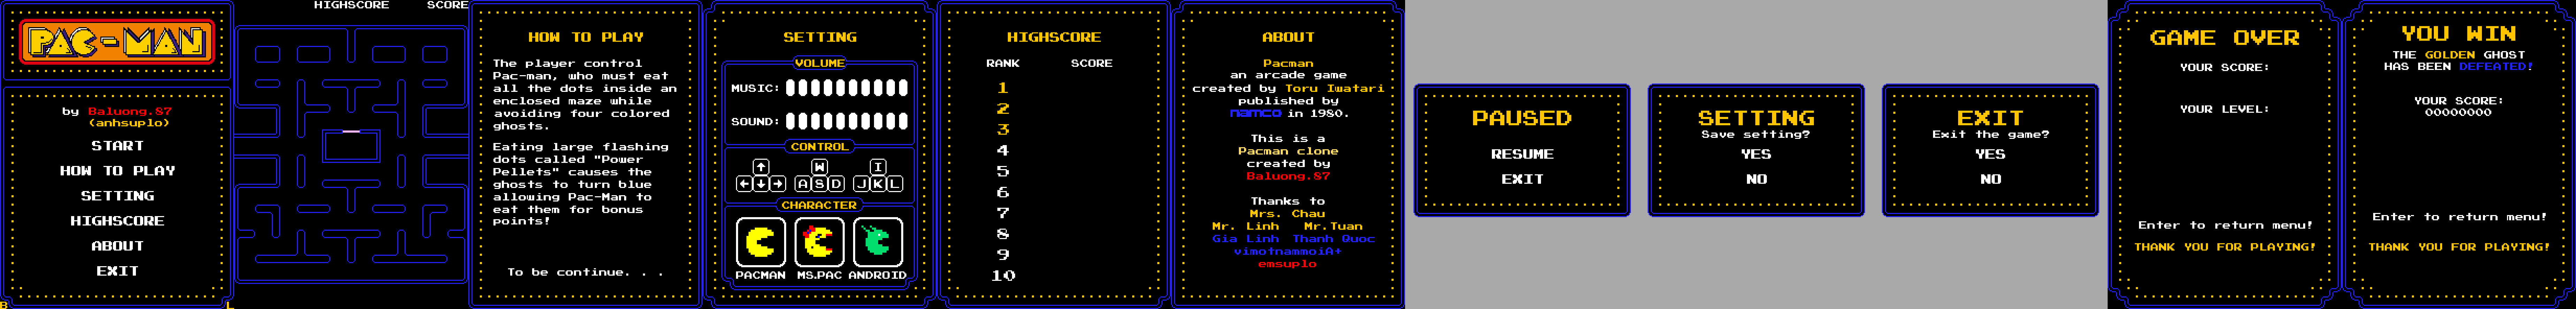 PAC-MAN
by Baluong.87
(anhsuplo)
START
HOW TO PLAY
SETTING
HIGHSCORE
ABOUT
EXIT
B
L
HIGHSCORE SCORE
HOW TO PLAY
The player control
Pac-man, who must eat
all the dots inside an
enclosed maze while
avoiding four colored
ghosts.
Eating large flashing
dots called "Power
Pellets" causes the
ghosts to turn blue
allowing Pac-Man to
eat them for bonus
points!
To be continue. . .
SETTING
VOLUME
MUSIC:
SOUND:
CONTROL
↑ W I
←↓→ ASD JKL
CHARACTER
PACMAN MS.PAC ANDROID
HIGHSCORE
RANK SCORE
1
2
3
4
5
6
7
8
9
10
ABOUT
Pacman
an arcade game
created by Toru Iwatari
published by
namco in 1980.
This is a
Pacman clone
created by
Baluong.87
Thanks to
Mrs. Chau
Mr. Linh Mr.Tuan
Gia Linh Thanh Quoc
vimotnammoiA+
emsuplo
PAUSED
RESUME
EXIT
SETTING
Save setting?
YES
NO
EXIT
Exit the game?
YES
NO
GAME OVER
YOUR SCORE:
YOUR LEVEL:
Enter to return menu!
THANK YOU FOR PLAYING!
YOU WIN
THE GOLDEN GHOST
HAS BEEN DEFEATED!
YOUR SCORE:
00000000
Enter to return menu!
THANK YOU FOR PLAYING!